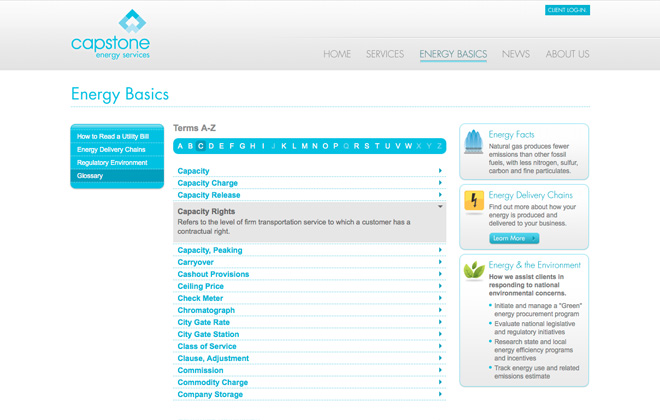 CLIENT LOG-IN
capstone
energy services
HOME SERVICES ENERGY BASICS NEWS ABOUT US
Energy Basics
How to Read a Utility Bill
Energy Delivery Chains
Regulatory Environment
Glossary
Terms A-Z
A B C D E F G H I J K L M N O P Q R S T U V W X Y Z
Capacity
Capacity Charge
Capacity Release
Capacity Rights
Refers to the level of firm transportation service to which a customer has a
contractual right.
Capacity, Peaking
Carryover
Cashout Provisions
Ceiling Price
Check Meter
Chromatograph
City Gate Rate
City Gate Station
Class of Service
Clause, Adjustment
Commission
Commodity Charge
Company Storage
Energy Facts
Natural gas produces fewer
emissions than other fossil
fuels, with less nitrogen, sulfur,
carbon and fine particulates.
Energy Delivery Chains
Find out more about how your
energy is produced and
delivered to your business.
Learn More
Energy & the Environment
How we assist clients in
responding to national
environmental concerns.
Initiate and manage a "Green"
energy procurement program
Evaluate national legislative
and regulatory initiatives
Research state and local
energy efficiency programs
and incentives
Track energy use and related
emissions estimate